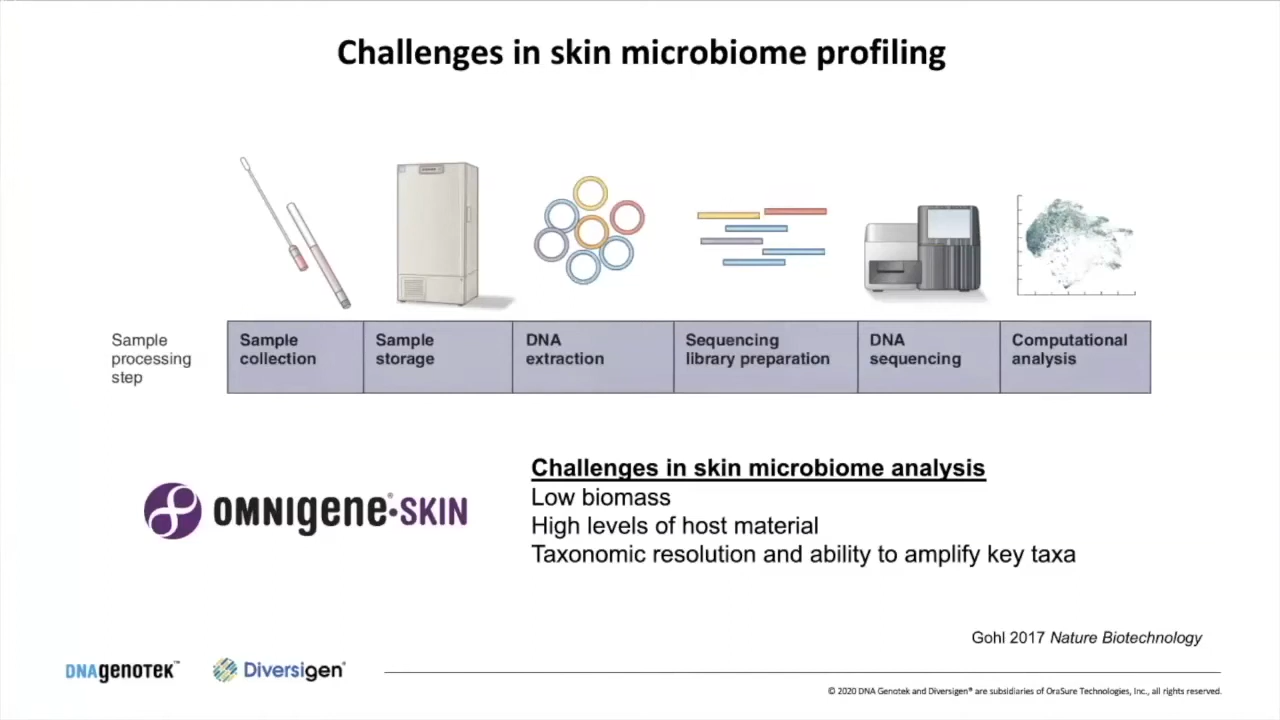 Challenges in skin microbiome profiling
Sample
processing
step
Sample
collection
Sample
storage
DNA
extraction
Sequencing
library preparation
DNA
sequencing
Computational
analysis
OMNIgene®•SKIN
Challenges in skin microbiome analysis
Low biomass
High levels of host material
Taxonomic resolution and ability to amplify key taxa
Gohl 2017 Nature Biotechnology
DNAgenotek™
Diversigen®
© 2020 DNA Genotek and Diversigen® are subsidiaries of OraSure Technologies, Inc., all rights reserved.